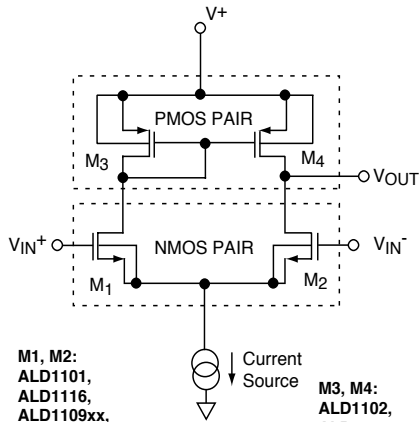 V+
PMOS PAIR
M3
M4
VOUT
VIN+
NMOS PAIR
VIN-
M1
M2
Current
Source
M1, M2:
ALD1101,
ALD1116,
ALD1109xx,
M3, M4:
ALD1102,